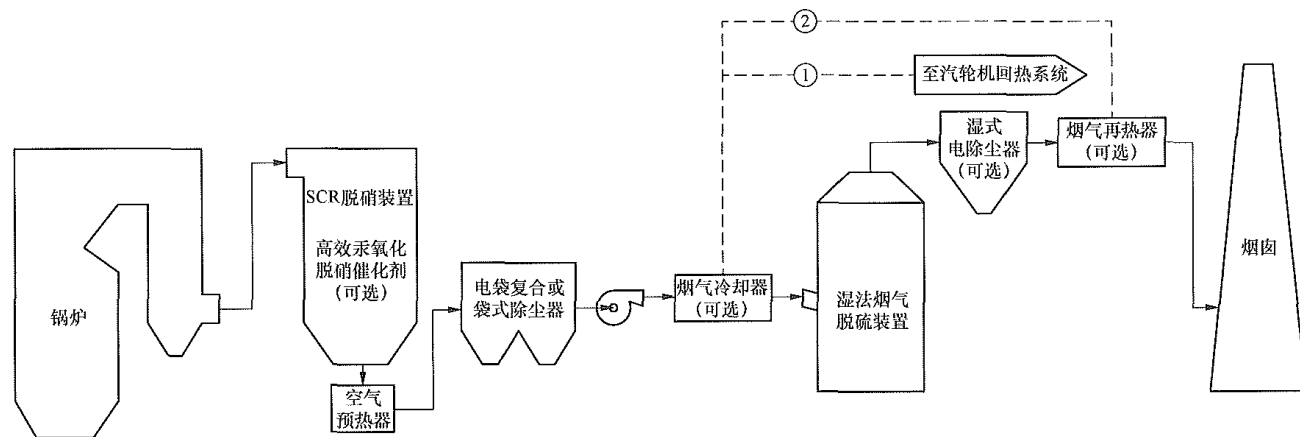 ②
①
至汽轮机回热系统
湿式
电除尘器
(可选)
烟气再热器
(可选)
SCR脱硝装置
高效汞氧化
脱硝催化剂
(可选)
锅炉
电袋复合或
袋式除尘器
烟气冷却器
(可选)
湿法烟气
脱硫装置
烟囱
空气
预热器